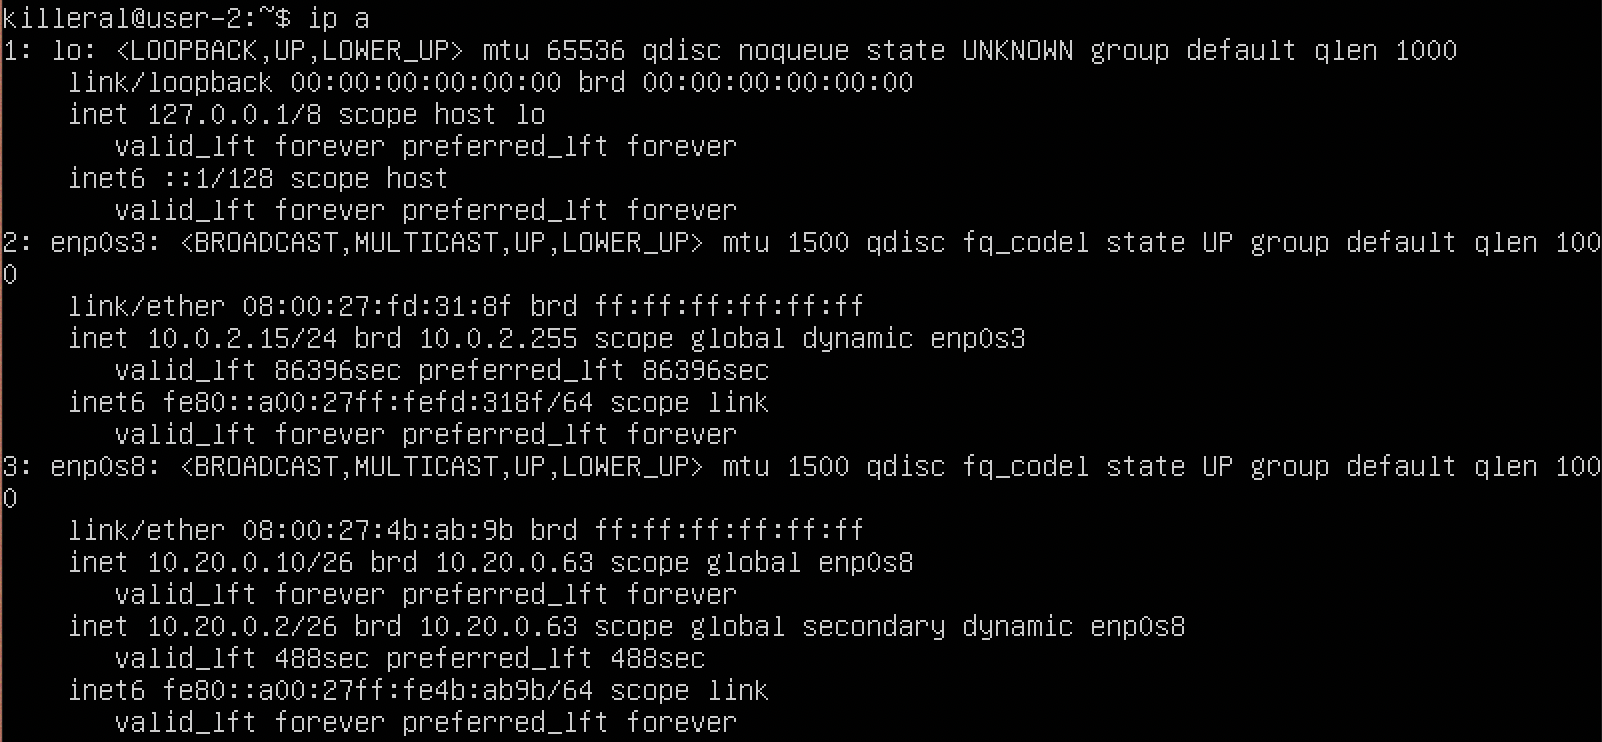 killeral@user-2:~$ ip a
1: lo: <LOOPBACK,UP,LOWER_UP> mtu 65536 qdisc noqueue state UNKNOWN group default qlen 1000
    link/loopback 00:00:00:00:00:00 brd 00:00:00:00:00:00
    inet 127.0.0.1/8 scope host lo
       valid_lft forever preferred_lft forever
    inet6 ::1/128 scope host
       valid_lft forever preferred_lft forever
2: enp0s3: <BROADCAST,MULTICAST,UP,LOWER_UP> mtu 1500 qdisc fq_codel state UP group default qlen 100
0
    link/ether 08:00:27:fd:31:8f brd ff:ff:ff:ff:ff:ff
    inet 10.0.2.15/24 brd 10.0.2.255 scope global dynamic enp0s3
       valid_lft 86396sec preferred_lft 86396sec
    inet6 fe80::a00:27ff:fefd:318f/64 scope link
       valid_lft forever preferred_lft forever
3: enp0s8: <BROADCAST,MULTICAST,UP,LOWER_UP> mtu 1500 qdisc fq_codel state UP group default qlen 100
0
    link/ether 08:00:27:4b:ab:9b brd ff:ff:ff:ff:ff:ff
    inet 10.20.0.10/26 brd 10.20.0.63 scope global enp0s8
       valid_lft forever preferred_lft forever
    inet 10.20.0.2/26 brd 10.20.0.63 scope global secondary dynamic enp0s8
       valid_lft 488sec preferred_lft 488sec
    inet6 fe80::a00:27ff:fe4b:ab9b/64 scope link
       valid_lft forever preferred_lft forever